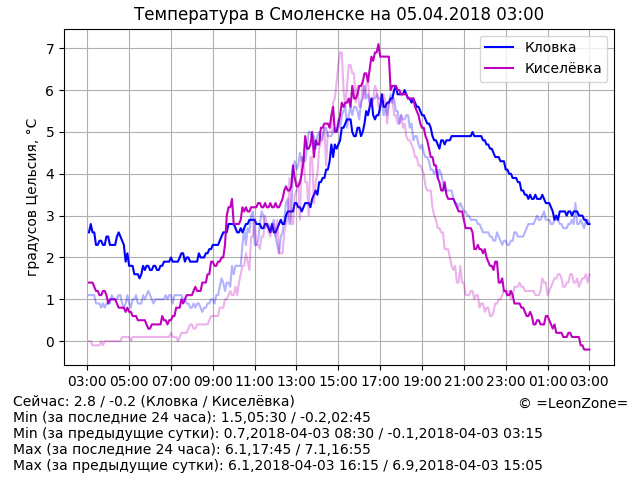 Температура в Смоленске на 05.04.2018 03:00
градусов Цельсия, °C
7
6
5
4
3
2
1
0
Кловка
Киселёвка
03:00 05:00 07:00 09:00 11:00 13:00 15:00 17:00 19:00 21:00 23:00 01:00 03:00
Сейчас: 2.8 / -0.2 (Кловка / Киселёвка)
© =LeonZone=
Min (за последние 24 часа): 1.5,05:30 / -0.2,02:45
Min (за предыдущие сутки): 0.7,2018-04-03 08:30 / -0.1,2018-04-03 03:15
Max (за последние 24 часа): 6.1,17:45 / 7.1,16:55
Max (за предыдущие сутки): 6.1,2018-04-03 16:15 / 6.9,2018-04-03 15:05